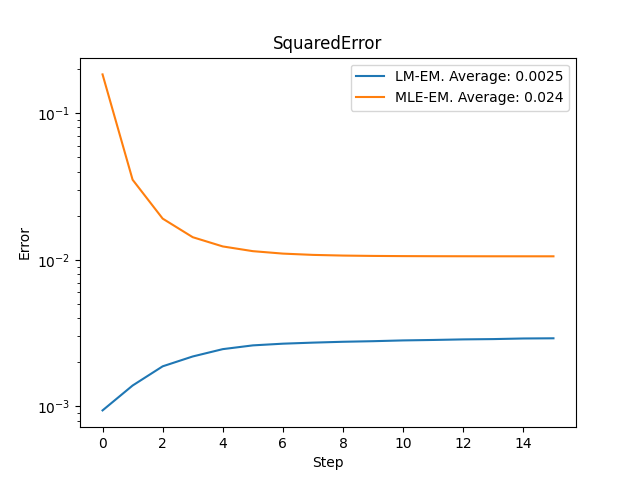 SquaredError
LM-EM. Average: 0.0025
MLE-EM. Average: 0.024
10⁻¹
10⁻²
10⁻³
Error
0 2 4 6 8 10 12 14
Step